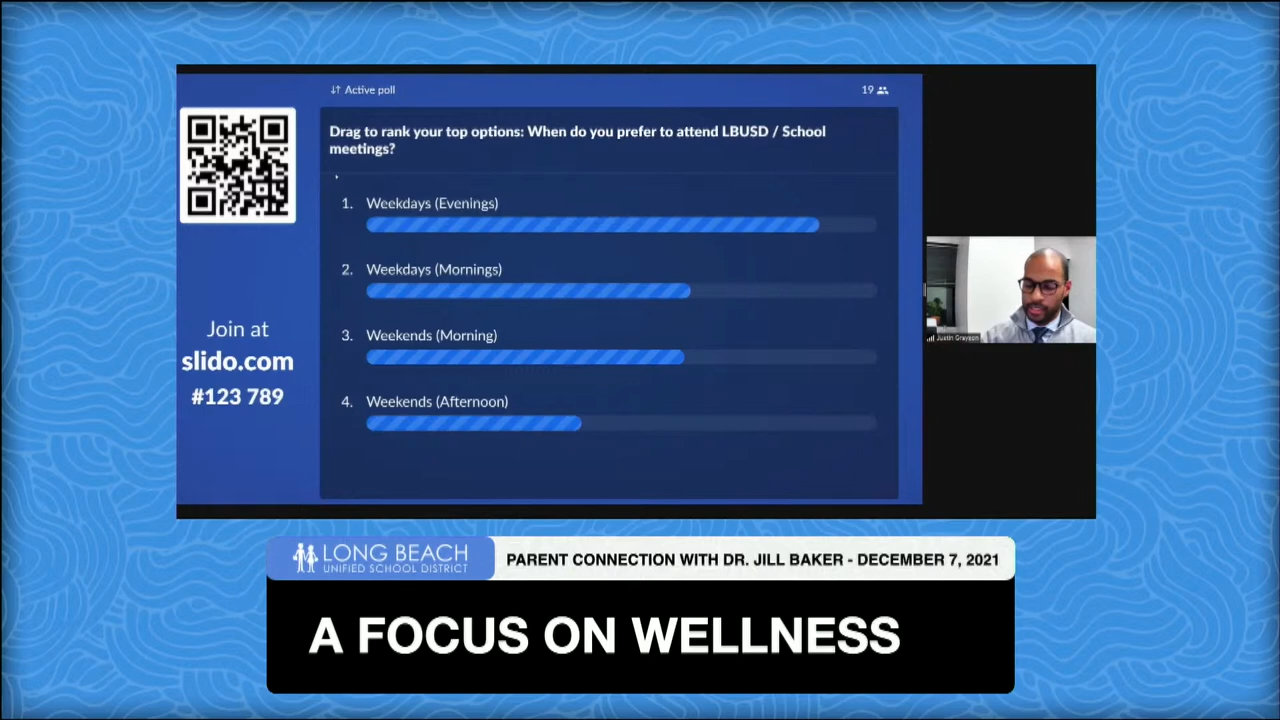 Active poll
19
Drag to rank your top options: When do you prefer to attend LBUSD / School
meetings?
1. Weekdays (Evenings)
2. Weekdays (Mornings)
3. Weekends (Morning)
4. Weekends (Afternoon)
Join at
slido.com
#123 789
Justin Grayson
LONG BEACH
UNIFIED SCHOOL DISTRICT
PARENT CONNECTION WITH DR. JILL BAKER - DECEMBER 7, 2021
A FOCUS ON WELLNESS